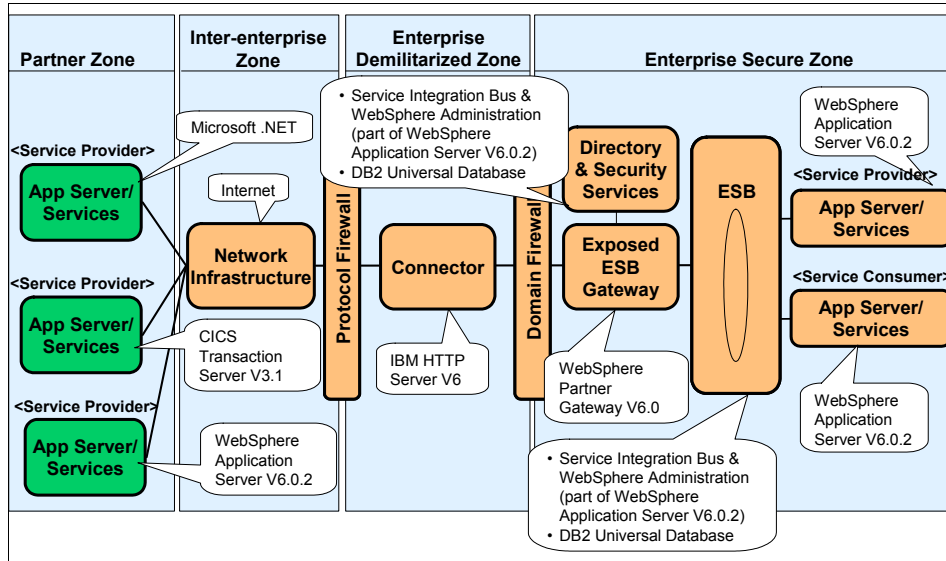 Partner Zone
Inter-enterprise
Zone
Enterprise
Demilitarized Zone
Enterprise Secure Zone
<Service Provider>
App Server/
Services
Microsoft .NET
<Service Provider>
App Server/
Services
CICS
Transaction
Server V3.1
<Service Provider>
App Server/
Services
WebSphere
Application
Server V6.0.2
Internet
Network
Infrastructure
Protocol Firewall
• Service Integration Bus &
WebSphere Administration
(part of WebSphere
Application Server V6.0.2)
• DB2 Universal Database
Connector
IBM HTTP
Server V6
Domain Firewall
Directory
& Security
Services
Exposed
ESB
Gateway
WebSphere
Partner
Gateway V6.0
ESB
• Service Integration Bus &
WebSphere Administration
(part of WebSphere
Application Server V6.0.2)
• DB2 Universal Database
WebSphere
Application
Server V6.0.2
<Service Provider>
App Server/
Services
<Service Consumer>
App Server/
Services
WebSphere
Application
Server V6.0.2